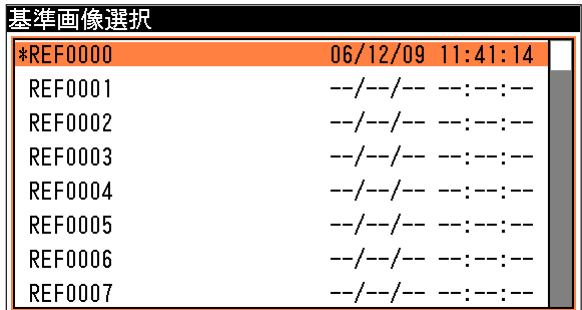 基準画像選択
*REF0000 06/12/09 11:41:14
REF0001 --/--/-- --:--:--
REF0002 --/--/-- --:--:--
REF0003 --/--/-- --:--:--
REF0004 --/--/-- --:--:--
REF0005 --/--/-- --:--:--
REF0006 --/--/-- --:--:--
REF0007 --/--/-- --:--:--